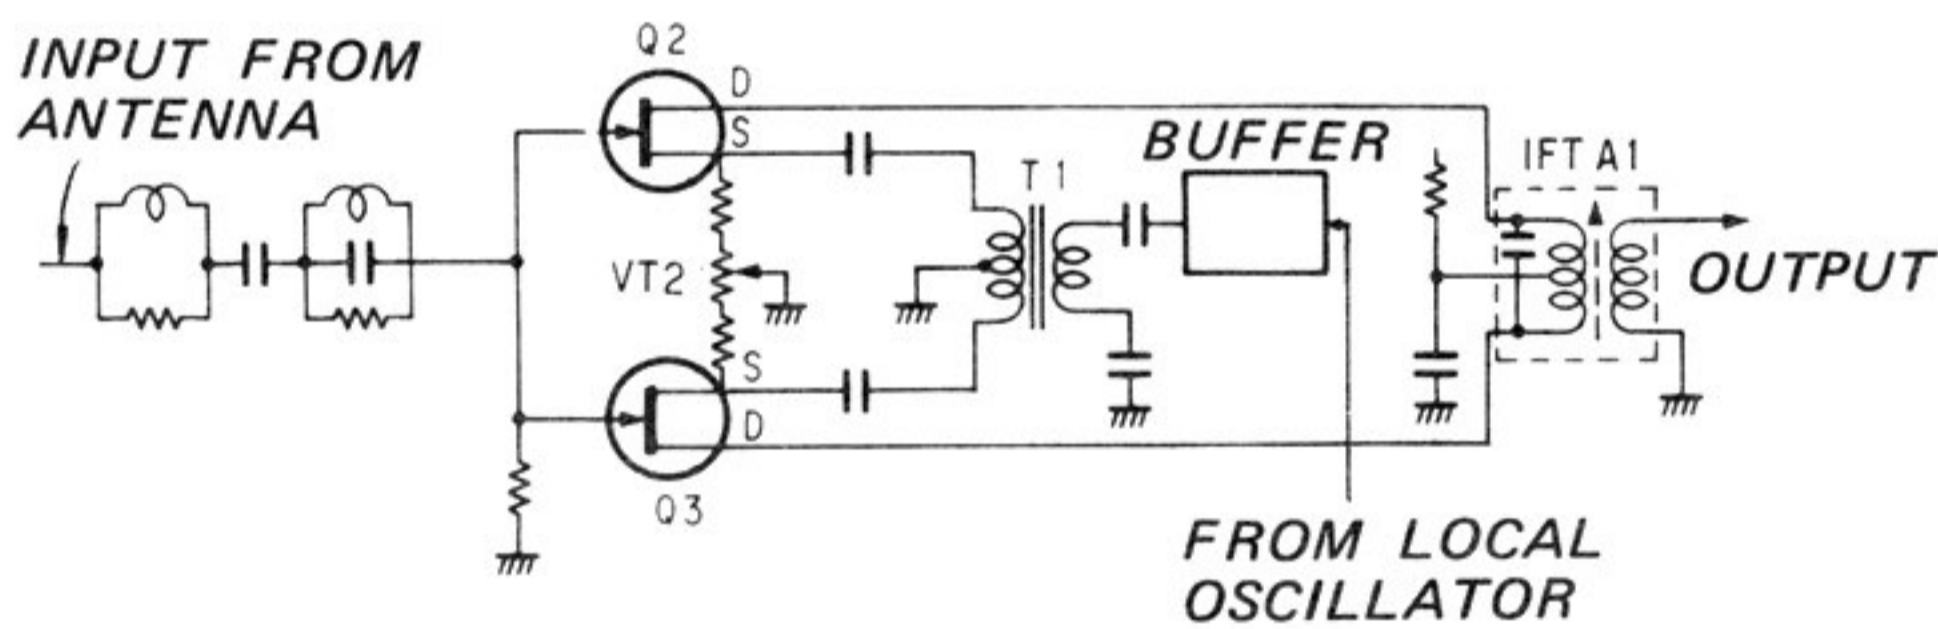 INPUT FROM
ANTENNA
Q2
D
S
VT2
S
D
Q3
T1
BUFFER
IFT A1
OUTPUT
FROM LOCAL
OSCILLATOR